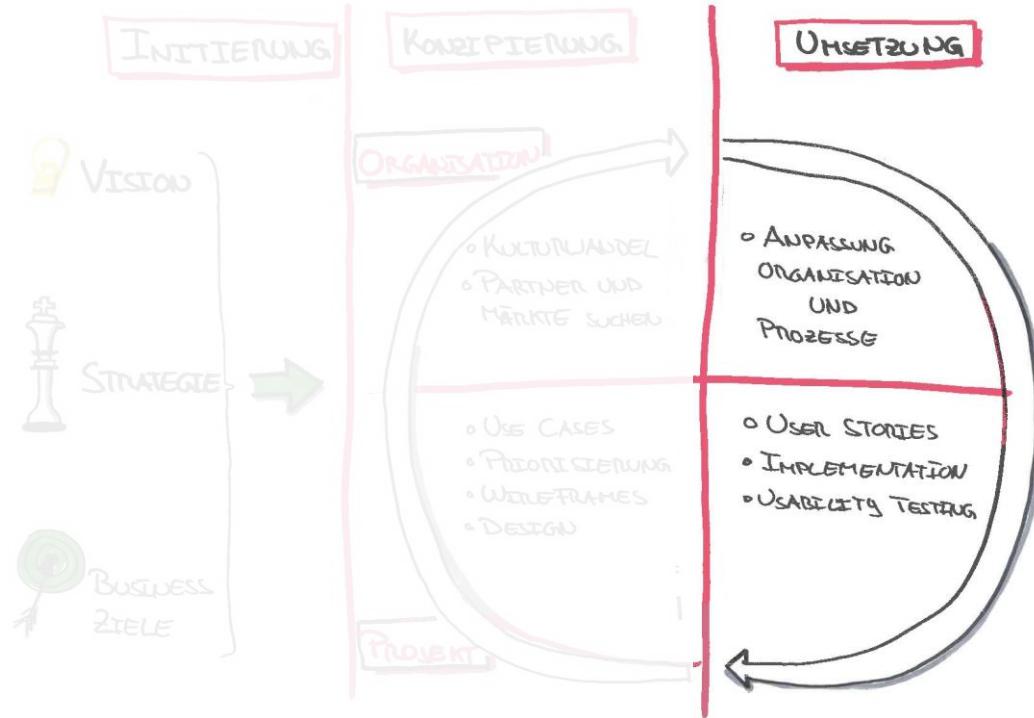 INITIIERUNG
KONZIPIERUNG
UMSETZUNG
VISION
STRATEGIE
BUSINESS
ZIELE
ORGANISATION
• KULTURWANDEL
• PARTNER UND
MÄRKTE SUCHEN
• ANPASSUNG
ORGANISATION
UND
PROZESSE
• USE CASES
• PRIORISIERUNG
• WIREFRAMES
• DESIGN
• USER STORIES
• IMPLEMENTATION
• USABILITY TESTING
PROJEKT